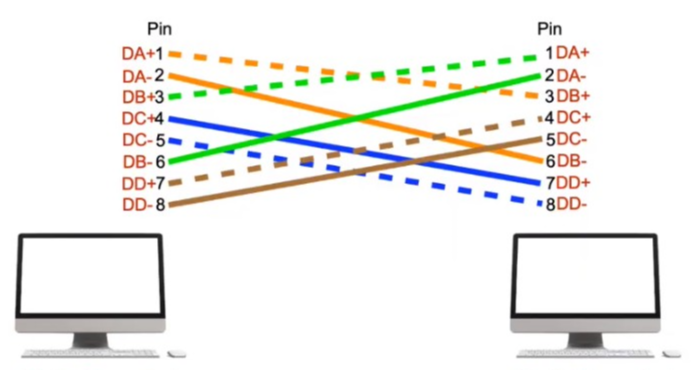 Pin Pin
DA+1 1DA+
DA-2 2DA-
DB+3 3DB+
DC+4 4DC+
DC-5 5DC-
DB-6 6DB-
DD+7 7DD+
DD-8 8DD-